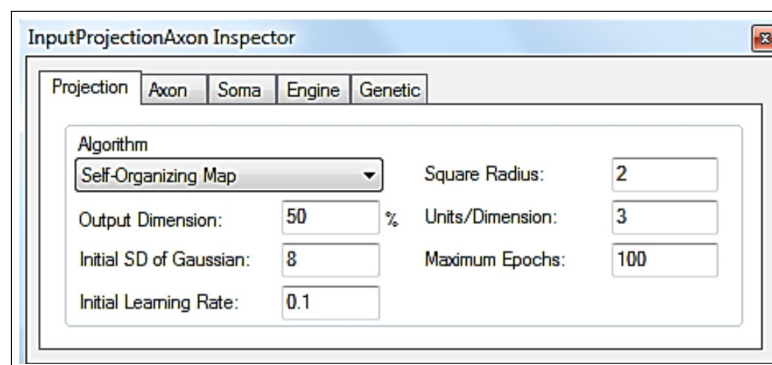 InputProjectionAxon Inspector
Projection Axon Soma Engine Genetic
Algorithm
Self-Organizing Map
Square Radius: 2
Output Dimension: 50 %
Units/Dimension: 3
Initial SD of Gaussian: 8
Maximum Epochs: 100
Initial Learning Rate: 0.1